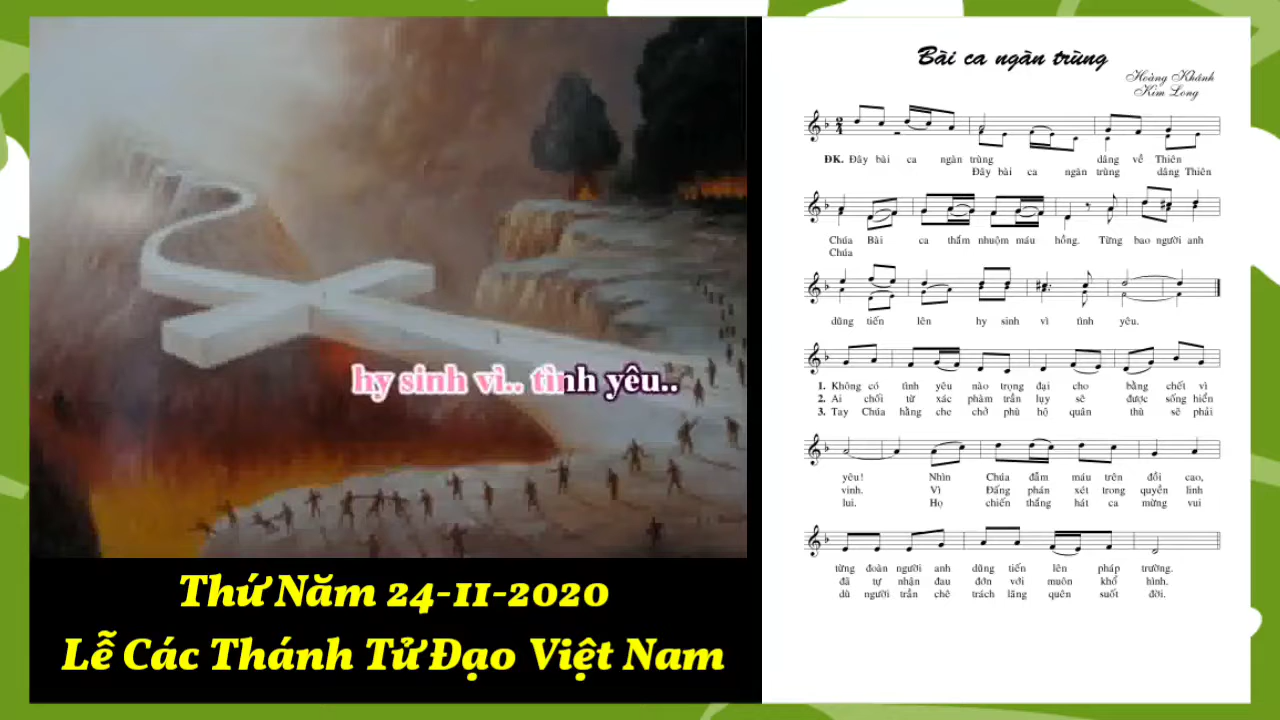 hy sinh vì.. tình yêu..
Thứ Năm 24-11-2020
Lễ Các Thánh Tử Đạo Việt Nam
Bài ca ngàn trùng
Hoàng Khánh
Kim Long
ĐK. Đây bài ca ngàn trùng dâng về Thiên
Đây bài ca ngàn trùng dâng Thiên
Chúa Bài ca thấm nhuộm máu hồng. Từng bao người anh
Chúa
dũng tiến lên hy sinh vì tình yêu.
1. Không có tình yêu nào trọng đại cho bằng chết vì
2. Ai chối từ xác phàm trần lụy sẽ được sống hiển
3. Tay Chúa hằng che chở phù hộ quân thù sẽ phải
yêu! Nhìn Chúa đẫm máu trên đồi cao,
vinh. Vì Đấng phán xét trong quyền linh
lui. Họ chiến thắng hát ca mừng vui
từng đoàn người anh dũng tiến lên pháp trường.
đã tự nhận đau đớn với muôn khổ hình.
dù người trần chê trách lãng quên suốt đời.